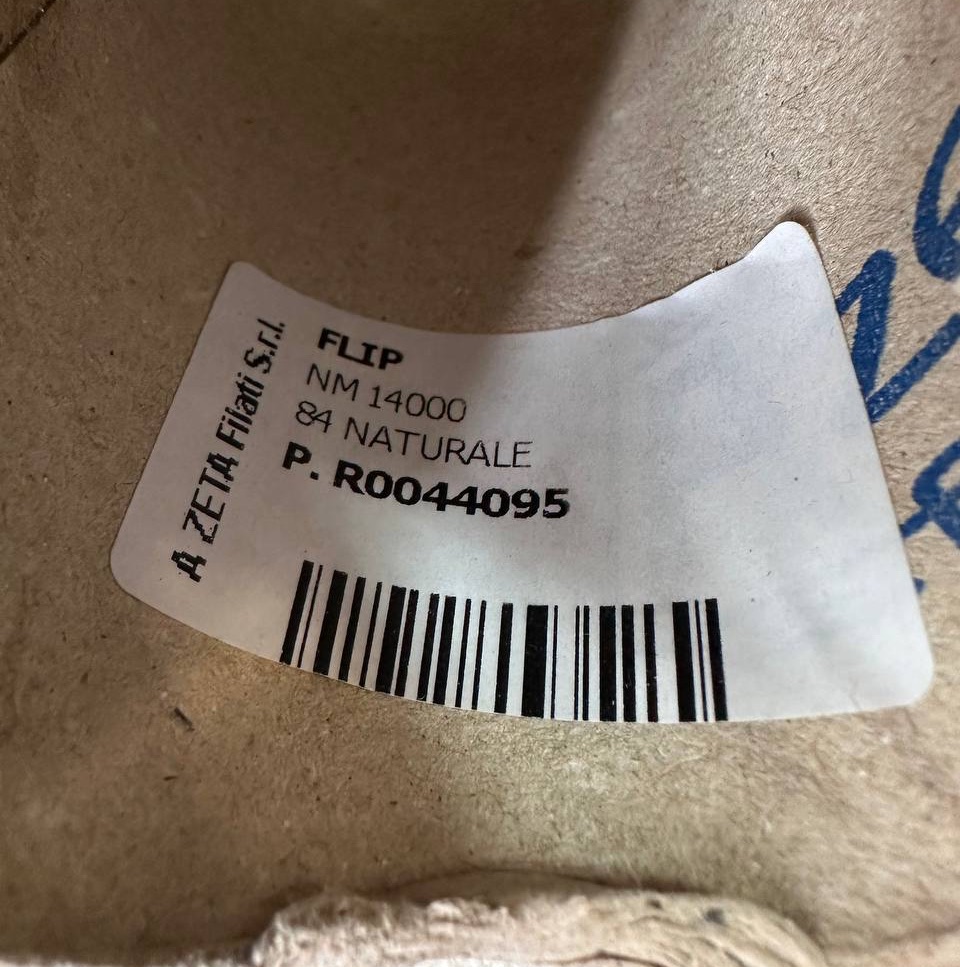 A ZETA Filati S.r.l.
FLIP
NM 14000
84 NATURALE
P. R0044095